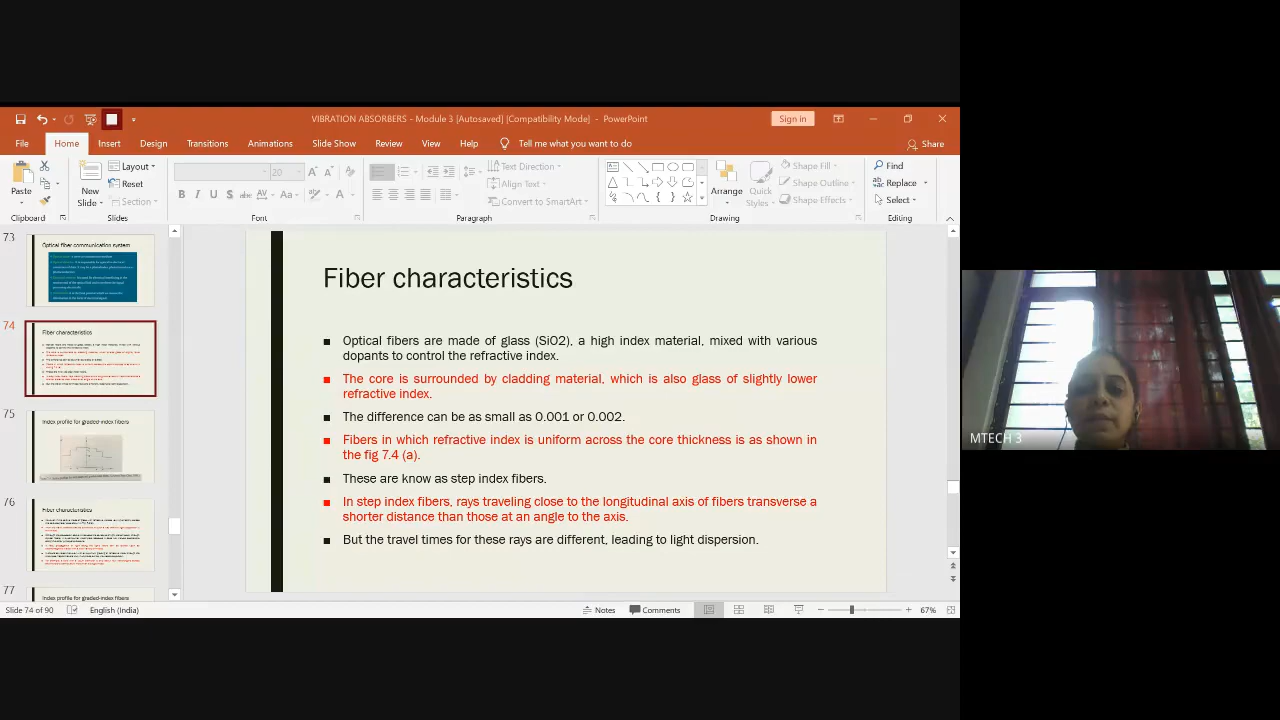 VIBRATION ABSORBERS – Module 3 [Autosaved] [Compatibility Mode] - PowerPoint
Sign in
File Home Insert Design Transitions Animations Slide Show Review View Help Tell me what you want to do Share
Paste
Clipboard
New Slide
Layout
Reset
Section
Slides
20
Font
Paragraph
Text Direction
Align Text
Convert to SmartArt
Arrange
Quick Styles
Shape Fill
Shape Outline
Shape Effects
Drawing
Find
Replace
Select
Editing
73
Optical fiber communication system
74
Fiber characteristics
75
Index profile for graded-index fibers
76
Fiber characteristics
77
Index profile for graded-index fibers
Fiber characteristics
Optical fibers are made of glass (SiO2), a high index material, mixed with various
dopants to control the refractive index.
The core is surrounded by cladding material, which is also glass of slightly lower
refractive index.
The difference can be as small as 0.001 or 0.002.
Fibers in which refractive index is uniform across the core thickness is as shown in
the fig 7.4 (a).
These are know as step index fibers.
In step index fibers, rays traveling close to the longitudinal axis of fibers transverse a
shorter distance than those at an angle to the axis.
But the travel times for these rays are different, leading to light dispersion.
MTECH 3
Slide 74 of 90 English (India) Notes Comments 67%